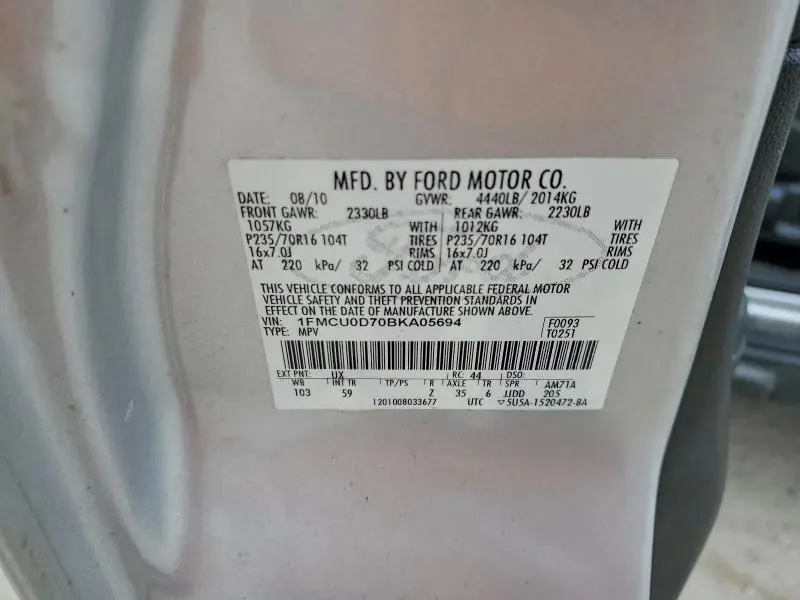 MFD. BY FORD MOTOR CO.
DATE: 08/10 GVWR: 4440LB/ 2014KG
FRONT GAWR: 2330LB REAR GAWR: 2230LB
1057KG WITH 1012KG WITH
P235/70R16 104T TIRES P235/70R16 104T TIRES
16x7.0J RIMS 16x7.0J RIMS
AT 220 kPa/ 32 PSI COLD AT 220 kPa/ 32 PSI COLD
THIS VEHICLE CONFORMS TO ALL APPLICABLE FEDERAL MOTOR
VEHICLE SAFETY AND THEFT PREVENTION STANDARDS IN
EFFECT ON THE DATE OF MANUFACTURE SHOWN ABOVE.
VIN: 1FMCU0D70BKA05694 F0093
TYPE: MPV T0251
EXT PNT: UX RC: 44 DSO:
WB INT TR TP/PS R AXLE TR SPR AM71A
103 59 Z 35 6 JJDD 205
1201008033677 UTC ▽5U5A-1520472-BA
Ford